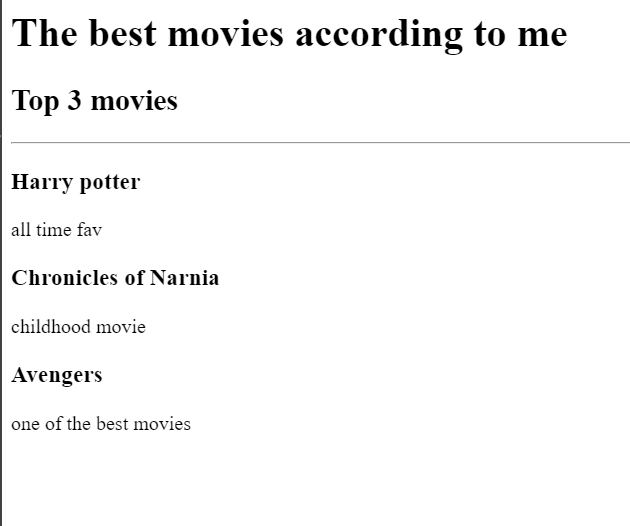 The best movies according to me
Top 3 movies
Harry potter
all time fav
Chronicles of Narnia
childhood movie
Avengers
one of the best movies